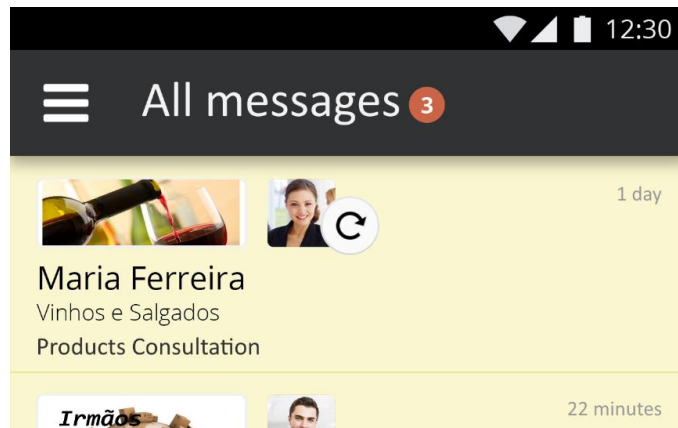 12:30
All messages 3
1 day
Maria Ferreira
Vinhos e Salgados
Products Consultation
22 minutes
Irmãos